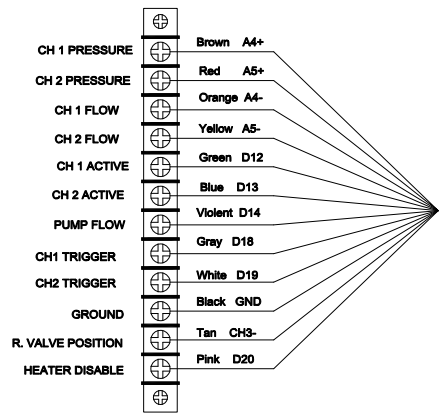 CH 1 PRESSURE Brown A4+
CH 2 PRESSURE Red A5+
CH 1 FLOW Orange A4-
CH 2 FLOW Yellow A5-
CH 1 ACTIVE Green D12
CH 2 ACTIVE Blue D13
PUMP FLOW Violent D14
CH1 TRIGGER Gray D18
CH2 TRIGGER White D19
GROUND Black GND
R. VALVE POSITION Tan CH3-
HEATER DISABLE Pink D20